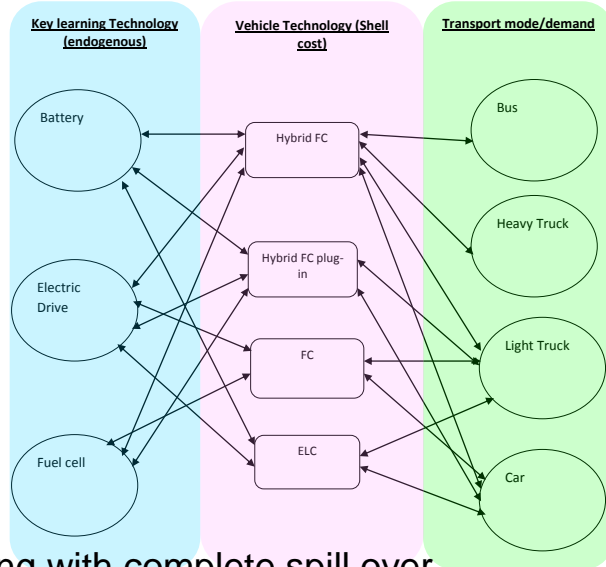 Key learning Technology
(endogenous)
Vehicle Technology (Shell
cost)
Transport mode/demand
Battery
Electric
Drive
Fuel cell
Hybrid FC
Hybrid FC plug-
in
FC
ELC
Bus
Heavy Truck
Light Truck
Car
with complete spill over